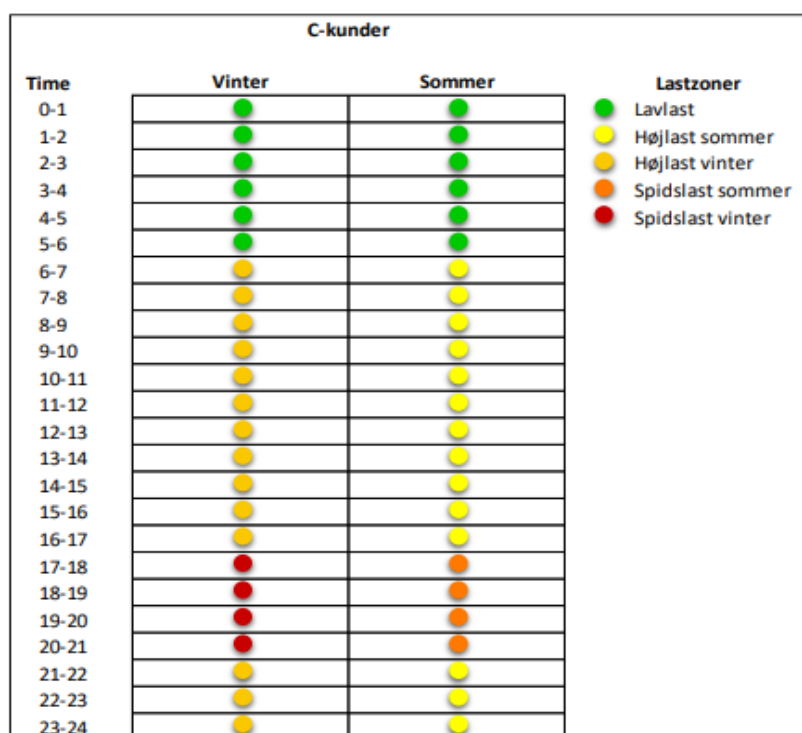 C-kunder
Time Vinter Sommer Lastzoner
0-1 Lavlast
1-2 Højlast sommer
2-3 Højlast vinter
3-4 Spidslast sommer
4-5 Spidslast vinter
5-6
6-7
7-8
8-9
9-10
10-11
11-12
12-13
13-14
14-15
15-16
16-17
17-18
18-19
19-20
20-21
21-22
22-23
23-24